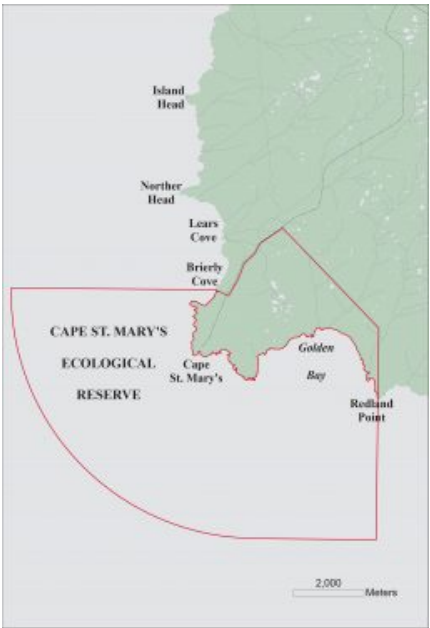 Island
Head
Norther
Head
Lears
Cove
Brierly
Cove
CAPE ST. MARY'S
ECOLOGICAL
RESERVE
Cape
St. Mary's
Golden
Bay
Redland
Point
2,000
Meters